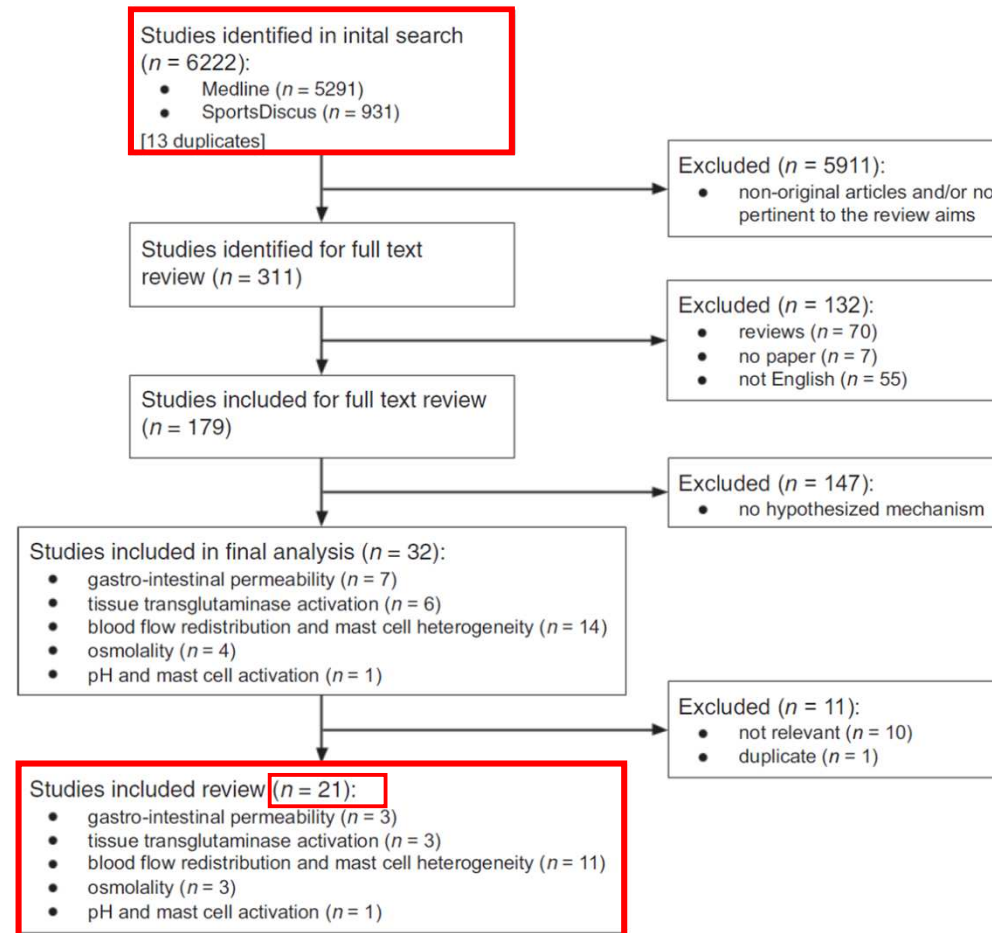 Studies identified in inital search
(n = 6222):
• Medline (n = 5291)
• SportsDiscus (n = 931)
[13 duplicates]
Excluded (n = 5911):
• non-original articles and/or no
pertinent to the review aims
Studies identified for full text
review (n = 311)
Excluded (n = 132):
• reviews (n = 70)
• no paper (n = 7)
• not English (n = 55)
Studies included for full text review
(n = 179)
Excluded (n = 147):
• no hypothesized mechanism
Studies included in final analysis (n = 32):
• gastro-intestinal permeability (n = 7)
• tissue transglutaminase activation (n = 6)
• blood flow redistribution and mast cell heterogeneity (n = 14)
• osmolality (n = 4)
• pH and mast cell activation (n = 1)
Excluded (n = 11):
• not relevant (n = 10)
• duplicate (n = 1)
Studies included review (n = 21):
• gastro-intestinal permeability (n = 3)
• tissue transglutaminase activation (n = 3)
• blood flow redistribution and mast cell heterogeneity (n = 11)
• osmolality (n = 3)
• pH and mast cell activation (n = 1)